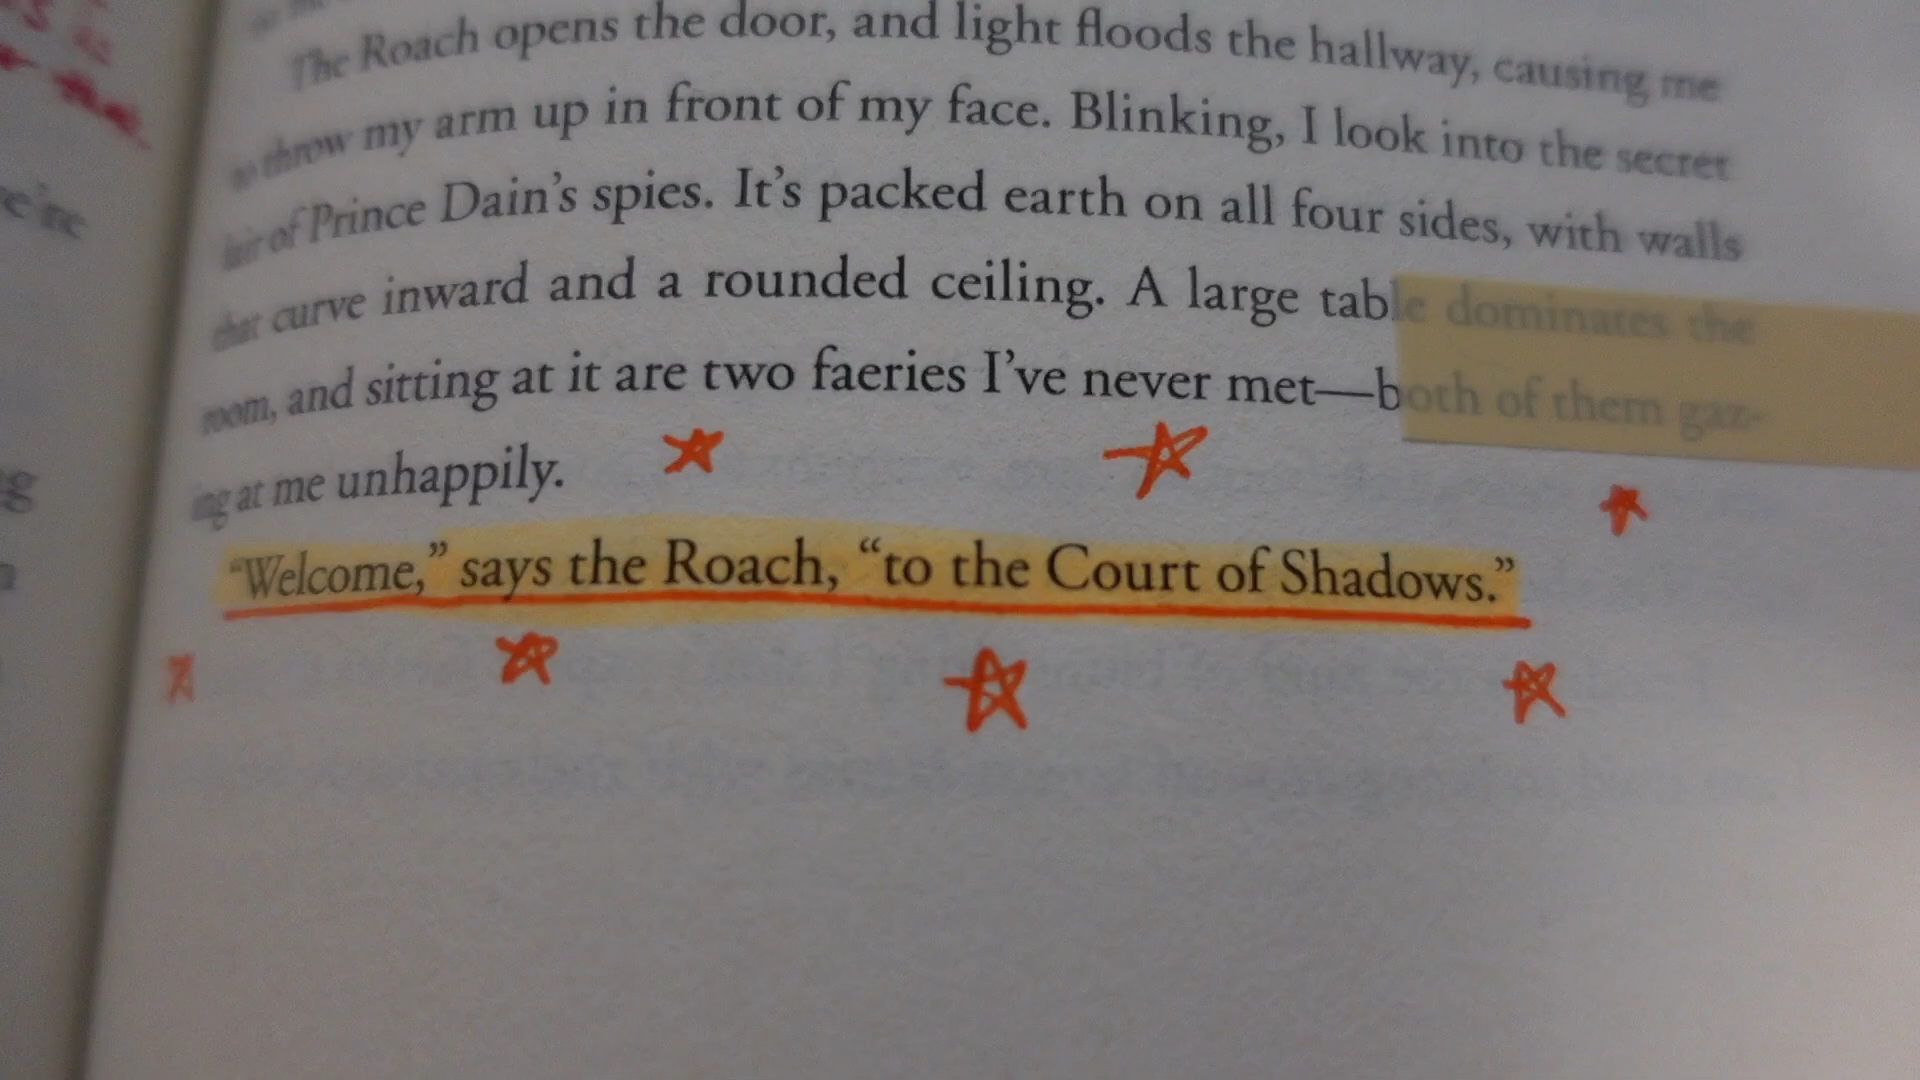 The Roach opens the door, and light floods the hallway, causing me
to throw my arm up in front of my face. Blinking, I look into the secret
lair of Prince Dain’s spies. It’s packed earth on all four sides, with walls
that curve inward and a rounded ceiling. A large table dominates the
room, and sitting at it are two faeries I’ve never met—both of them gaz-
ing at me unhappily.
“Welcome,” says the Roach, “to the Court of Shadows.”